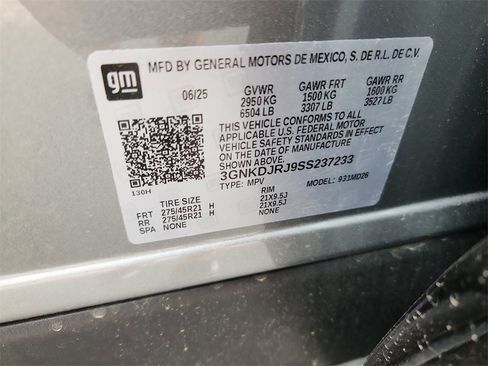 gm MFD BY GENERAL MOTORS DE MEXICO, S. DE R.L. DE C.V.
06/25 GVWR GAWR FRT GAWR RR
2950 KG 1500 KG 1600 KG
6504 LB 3307 LB 3527 LB
THIS VEHICLE CONFORMS TO ALL
APPLICABLE U.S. FEDERAL MOTOR
VEHICLE SAFETY STANDARDS IN EFFECT
ON THE DATE OF MANUFACTURE
SHOWN ABOVE.
3GNKDJRJ9SS237233
TYPE: MPV MODEL: 931MD26
130H
TIRE SIZE RIM
FRT 275/45R21 H 21X9.5J
RR 275/45R21 H 21X9.5J
SPA NONE NONE